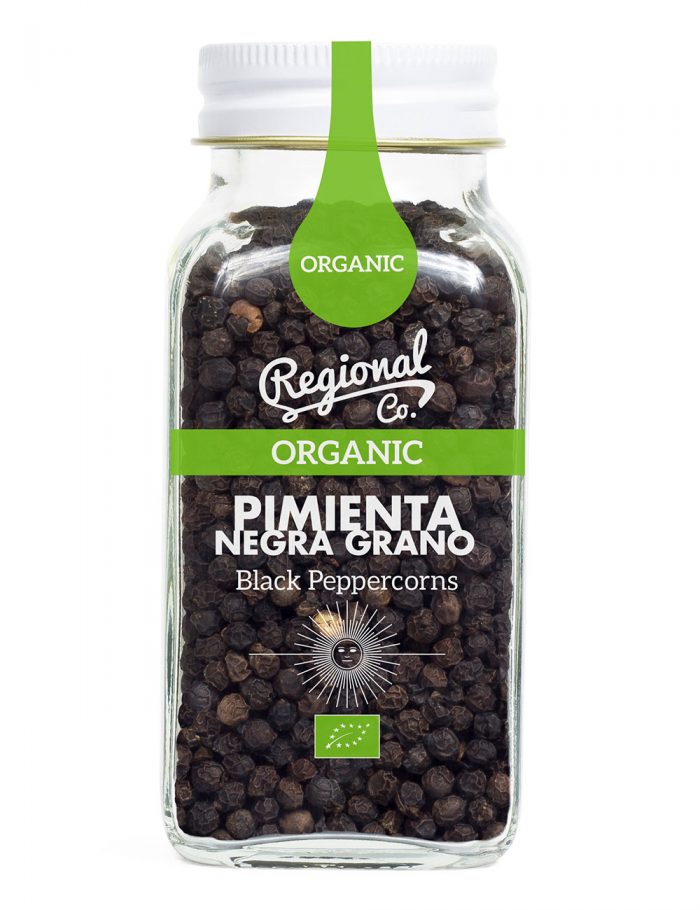 ORGANIC
Regional
Co.
ORGANIC
PIMIENTA
NEGRA GRANO
Black Peppercorns